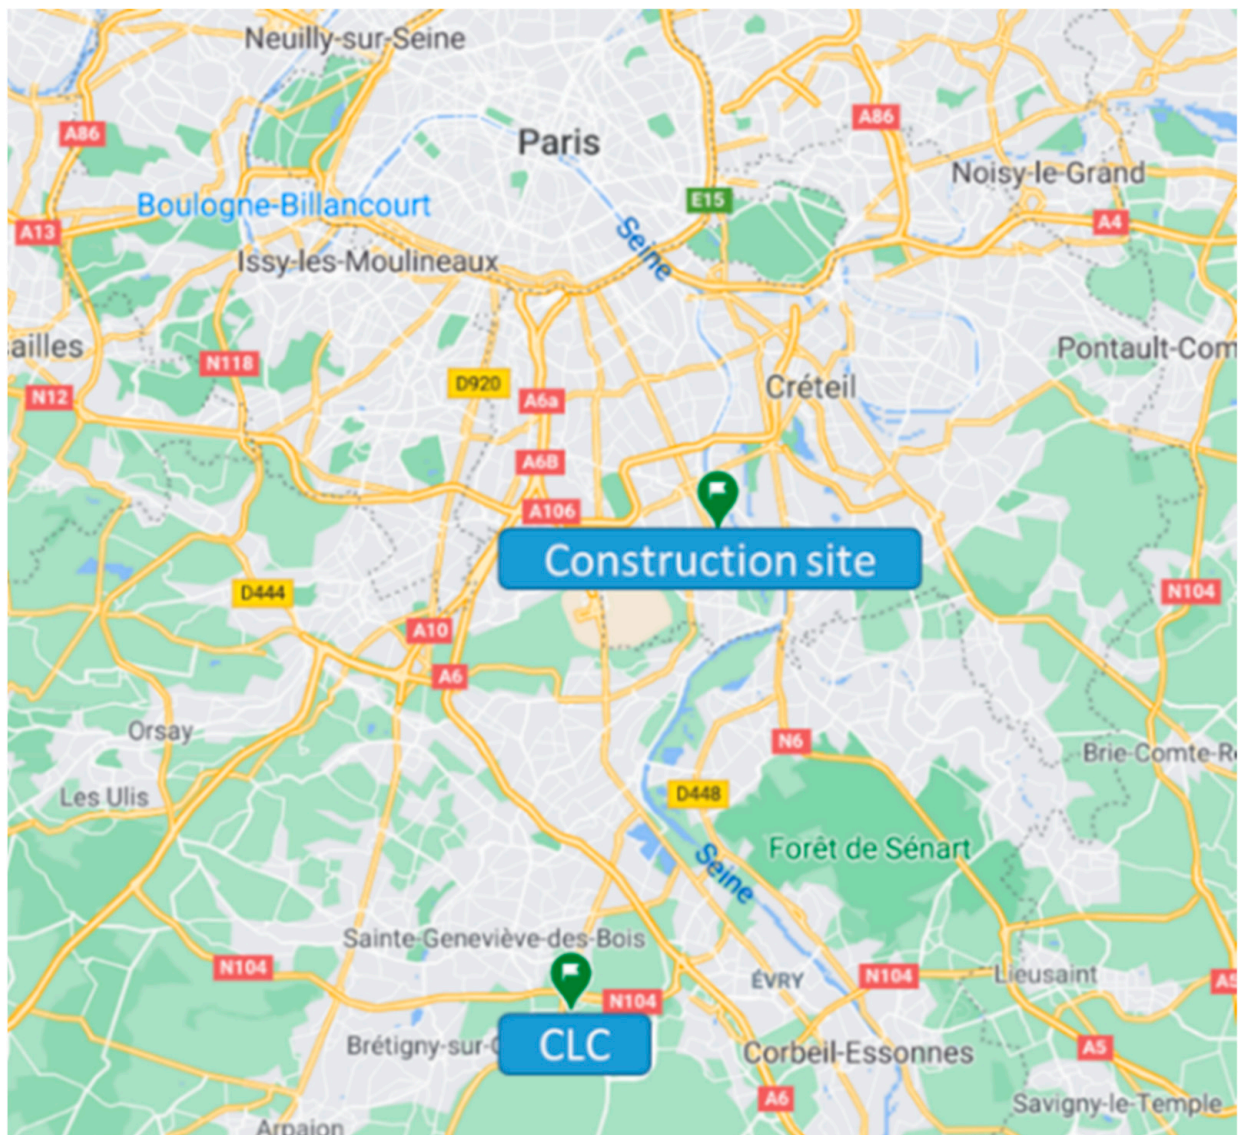 Neuilly-sur-Seine
A86
Paris
A86
Noisy-le-Grand
E15
Boulogne-Billancourt
A13
Seine
A4
Issy-les-Moulineaux
ailles
N118
Pontault-Com
D920
Créteil
N12
A6a
A6B
A106
Construction site
D444
N104
A10
A6
Orsay
N6
Brie-Comte-R
Les Ulis
D448
Forêt de Sénart
Seine
Sainte-Geneviève-des-Bois
N104
ÉVRY
N104
Lieusaint
A5
N104
CLC
Brétigny-sur-O
Corbeil-Essonnes
A5
A6
Savigny-le-Temple
Arpajon